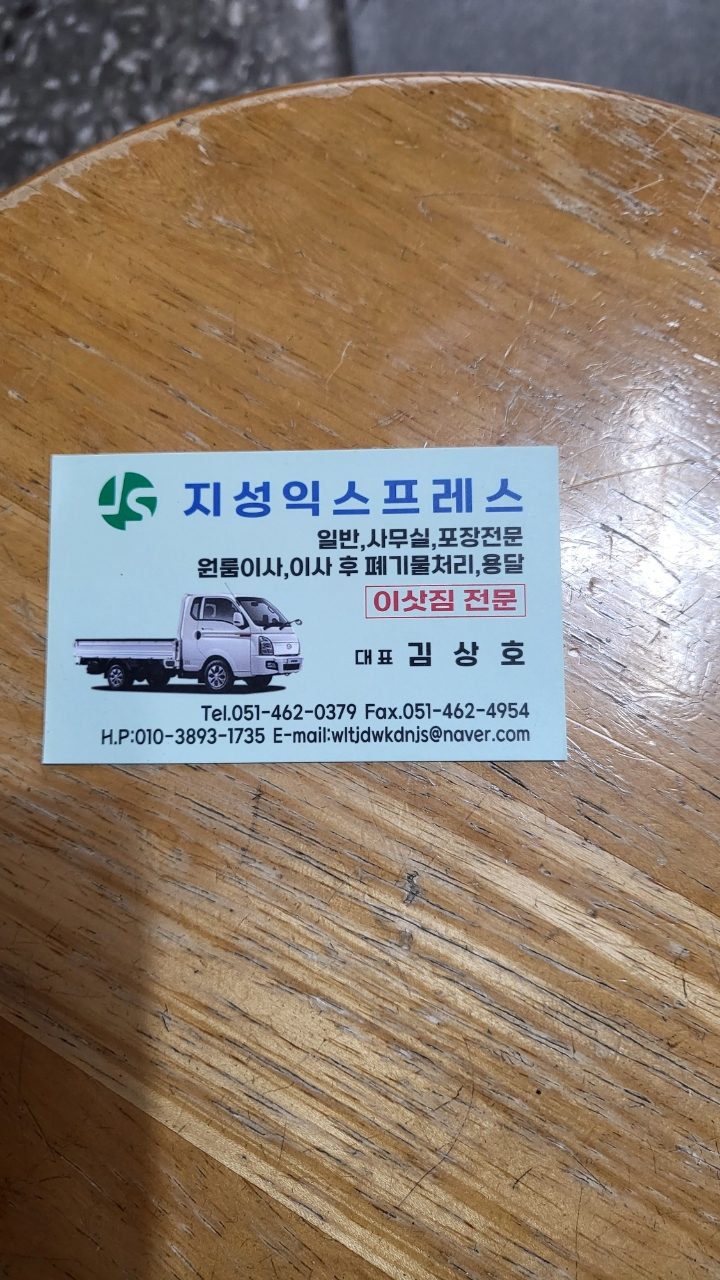 JS 지성익스프레스
일반,사무실,포장전문
원룸이사,이사 후 폐기물처리,용달
이삿짐 전문
대표 김상호
Tel.051-462-0379 Fax.051-462-4954
H.P:010-3893-1735 E-mail:wltjdwkdnjs@naver.com